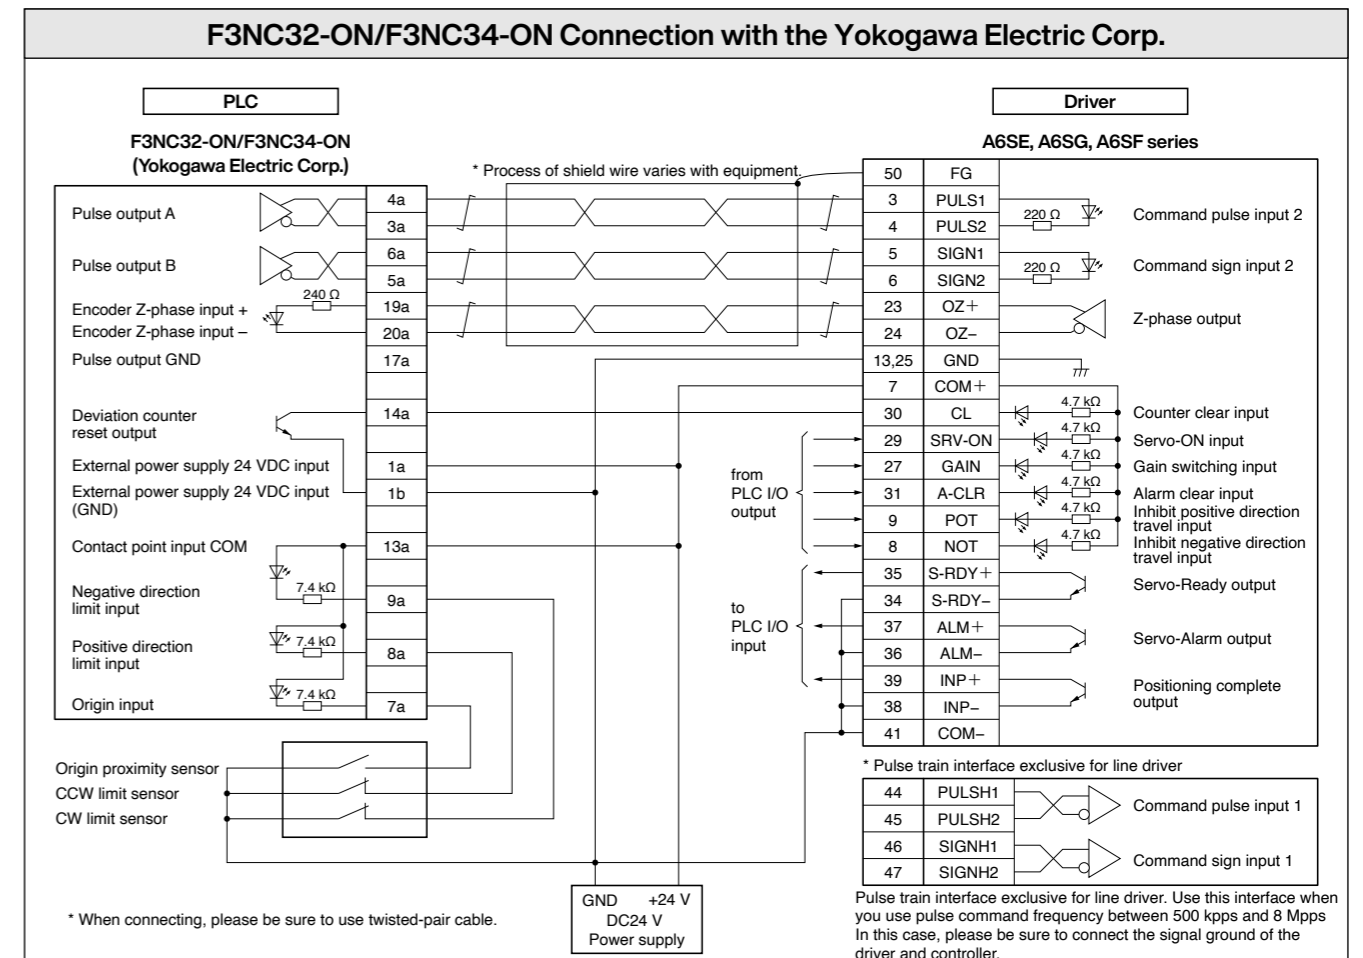 F3NC32-ON/F3NC34-ON Connection with the Yokogawa Electric Corp.
PLC
Driver
F3NC32-ON/F3NC34-ON
(Yokogawa Electric Corp.)
A6SE, A6SG, A6SF series
* Process of shield wire varies with equipment.
50 FG
Pulse output A
4a
3 PULS1
220 Ω
Command pulse input 2
3a
4 PULS2
Pulse output B
6a
5 SIGN1
220 Ω
Command sign input 2
5a
6 SIGN2
240 Ω
Encoder Z-phase input +
19a
23 OZ+
Z-phase output
Encoder Z-phase input –
20a
24 OZ–
Pulse output GND
17a
13,25 GND
7 COM+
Deviation counter
reset output
14a
30 CL
4.7 kΩ
Counter clear input
29 SRV-ON
4.7 kΩ
Servo-ON input
External power supply 24 VDC input
1a
27 GAIN
4.7 kΩ
Gain switching input
External power supply 24 VDC input
(GND)
1b
31 A-CLR
4.7 kΩ
Alarm clear input
from
PLC I/O
output
9 POT
4.7 kΩ
Inhibit positive direction
travel input
Contact point input COM
13a
8 NOT
4.7 kΩ
Inhibit negative direction
travel input
35 S-RDY+
Servo-Ready output
Negative direction
limit input
7.4 kΩ
9a
34 S-RDY–
to
PLC I/O
input
37 ALM+
Servo-Alarm output
Positive direction
limit input
7.4 kΩ
8a
36 ALM–
39 INP+
Positioning complete
output
Origin input
7.4 kΩ
7a
38 INP–
41 COM–
Origin proximity sensor
CCW limit sensor
CW limit sensor
* Pulse train interface exclusive for line driver
44 PULSH1
Command pulse input 1
45 PULSH2
46 SIGNH1
Command sign input 1
47 SIGNH2
GND +24 V
DC24 V
Power supply
* When connecting, please be sure to use twisted-pair cable.
Pulse train interface exclusive for line driver. Use this interface when
you use pulse command frequency between 500 kpps and 8 Mpps
In this case, please be sure to connect the signal ground of the
driver and controller.